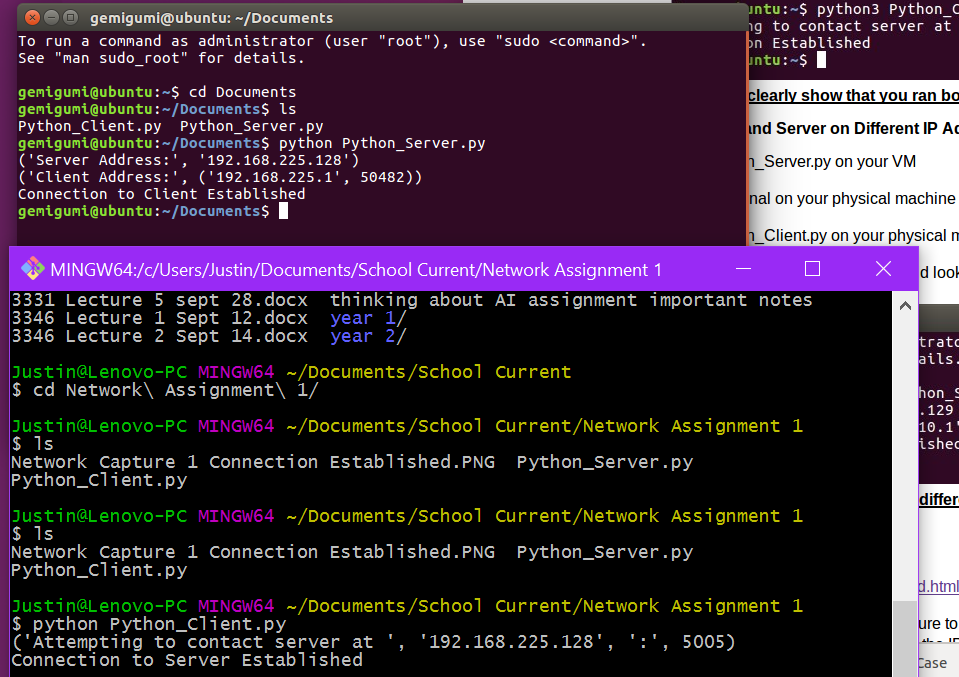 gemigumi@ubuntu: ~/Documents
To run a command as administrator (user "root"), use "sudo <command>".
See "man sudo_root" for details.
gemigumi@ubuntu:~$ cd Documents
gemigumi@ubuntu:~/Documents$ ls
Python_Client.py  Python_Server.py
gemigumi@ubuntu:~/Documents$ python Python_Server.py
('Server Address:', '192.168.225.128')
('Client Address:', ('192.168.225.1', 50482))
Connection to Client Established
gemigumi@ubuntu:~/Documents$
untu:~$ python3 Python_C
ng to contact server at
on Established
untu:~$
clearly show that you ran bo
and Server on Different IP Ad
n_Server.py on your VM
nal on your physical machine
n_Client.py on your physical m
d look
MINGW64:/c/Users/Justin/Documents/School Current/Network Assignment 1
3331 Lecture 5 sept 28.docx  thinking about AI assignment important notes
3346 Lecture 1 Sept 12.docx  year 1/
3346 Lecture 2 Sept 14.docx  year 2/
Justin@Lenovo-PC MINGW64 ~/Documents/School Current
$ cd Network\ Assignment\ 1/
Justin@Lenovo-PC MINGW64 ~/Documents/School Current/Network Assignment 1
$ ls
Network Capture 1 Connection Established.PNG  Python_Server.py
Python_Client.py
Justin@Lenovo-PC MINGW64 ~/Documents/School Current/Network Assignment 1
$ ls
Network Capture 1 Connection Established.PNG  Python_Server.py
Python_Client.py
Justin@Lenovo-PC MINGW64 ~/Documents/School Current/Network Assignment 1
$ python Python_Client.py
('Attempting to contact server at ', '192.168.225.128', ':', 5005)
Connection to Server Established
trato
ails.
hon_S
.129
10.1'
ished
differe
d.html
ure to
Case